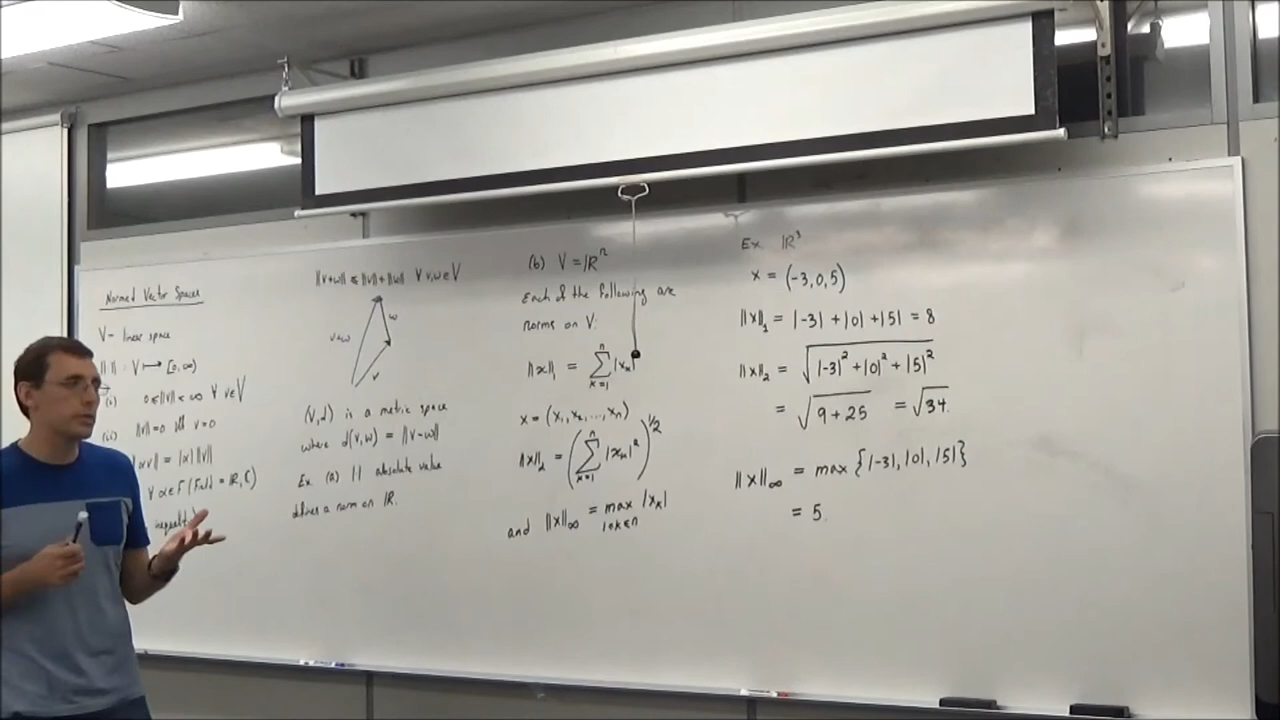 Normed Vector Spaces
V - linear space
|| || : V ↦ [0,∞)
(i) 0≤||v||<∞ ∀ v∈V
(ii) ||v||=0 iff v=0
|αv|| = |α| ||v||
∀ α∈F (Field = ℝ, ℂ)
||v+w|| ≤ ||v||+||w|| ∀ v,w∈V
v+w
w
v
(V,d) is a metric space
where d(v,w) = ||v-w||
Ex. (a) | | absolute value
defines a norm on ℝ.
(b) V = ℝⁿ
Each of the following are
norms on V:
||x||₁ = ∑ₖ₌₁ⁿ |xₖ|
x = (x₁, x₂, ..., xₙ)
||x||₂ = (∑ₖ₌₁ⁿ |xₖ|²)^{1/2}
and ||x||∞ = max |xₖ|
1≤k≤n
Ex. ℝ³
x = (-3,0,5)
||x||₁ = |-3| + |0| + |5| = 8
||x||₂ = √(|-3|² + |0|² + |5|²)
= √(9+25) = √34.
||x||∞ = max {|-3|, |0|, |5|}
= 5.